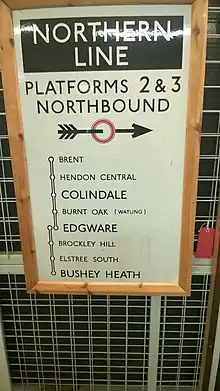 NORTHERN
LINE
PLATFORMS 2 & 3
NORTHBOUND
BRENT
HENDON CENTRAL
COLINDALE
BURNT OAK (WATLING)
EDGWARE
BROCKLEY HILL
ELSTREE SOUTH
BUSHEY HEATH